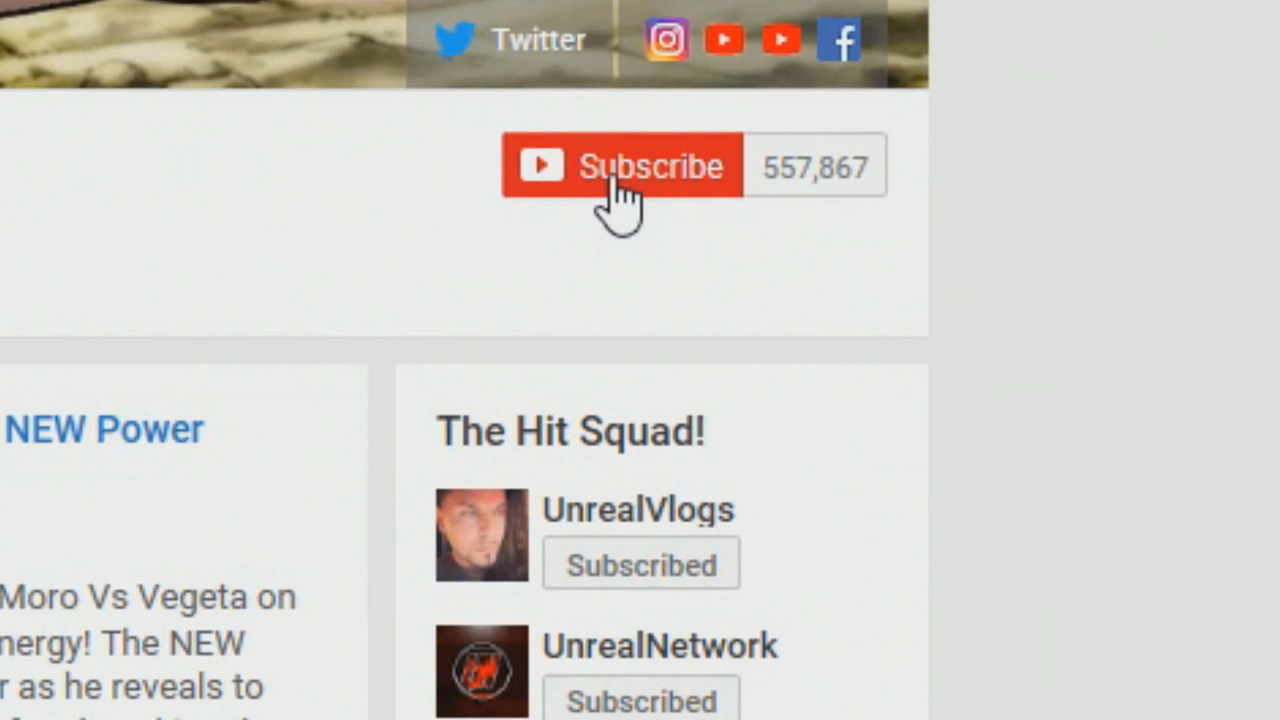 Twitter
Subscribe 557,867
NEW Power
Moro Vs Vegeta on
nergy! The NEW
r as he reveals to
The Hit Squad!
UnrealVlogs
Subscribed
UnrealNetwork
Subscribed